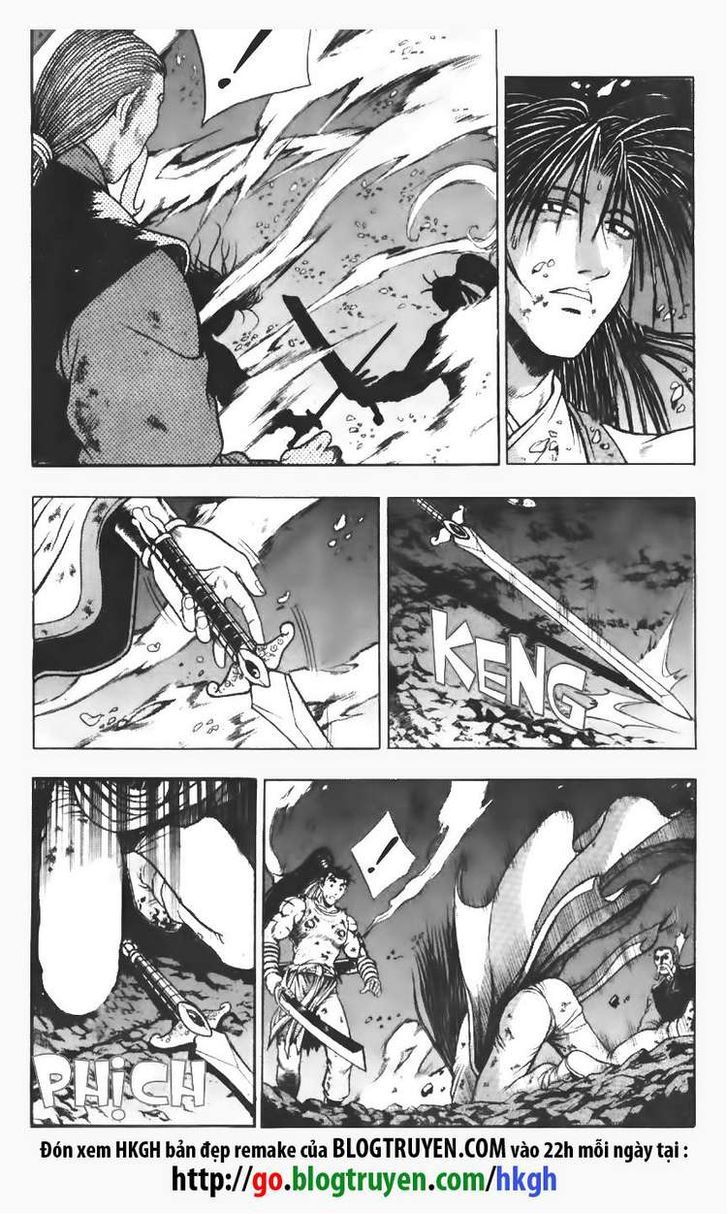 !
KENG
!
PHỊCH
Đón xem HKGH bản đẹp remake của BLOGTRUYEN.COM vào 22h mỗi ngày tại :
http://go.blogtruyen.com/hkgh